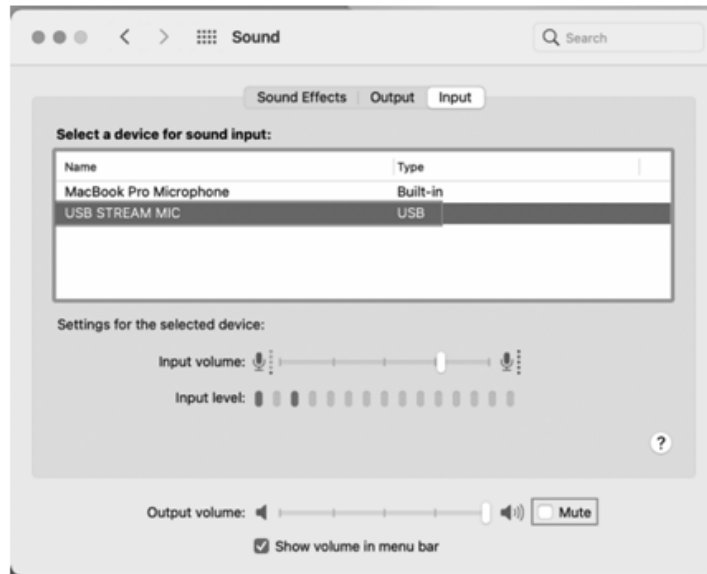 Sound
Search
Sound Effects Output Input
Select a device for sound input:
Name Type
MacBook Pro Microphone Built-in
USB STREAM MIC USB
Settings for the selected device:
Input volume:
Input level:
?
Output volume: Mute
Show volume in menu bar